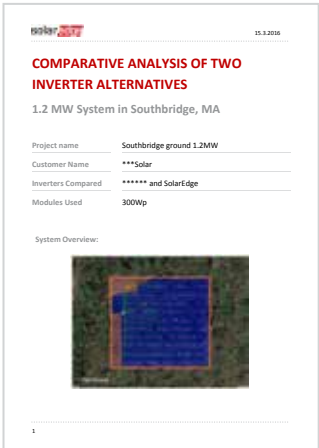 solaredge
15.3.2016
COMPARATIVE ANALYSIS OF TWO
INVERTER ALTERNATIVES
1.2 MW System in Southbridge, MA
Project name Southbridge ground 1.2MW
Customer Name ***Solar
Inverters Compared ****** and SolarEdge
Modules Used 300Wp
System Overview:
1